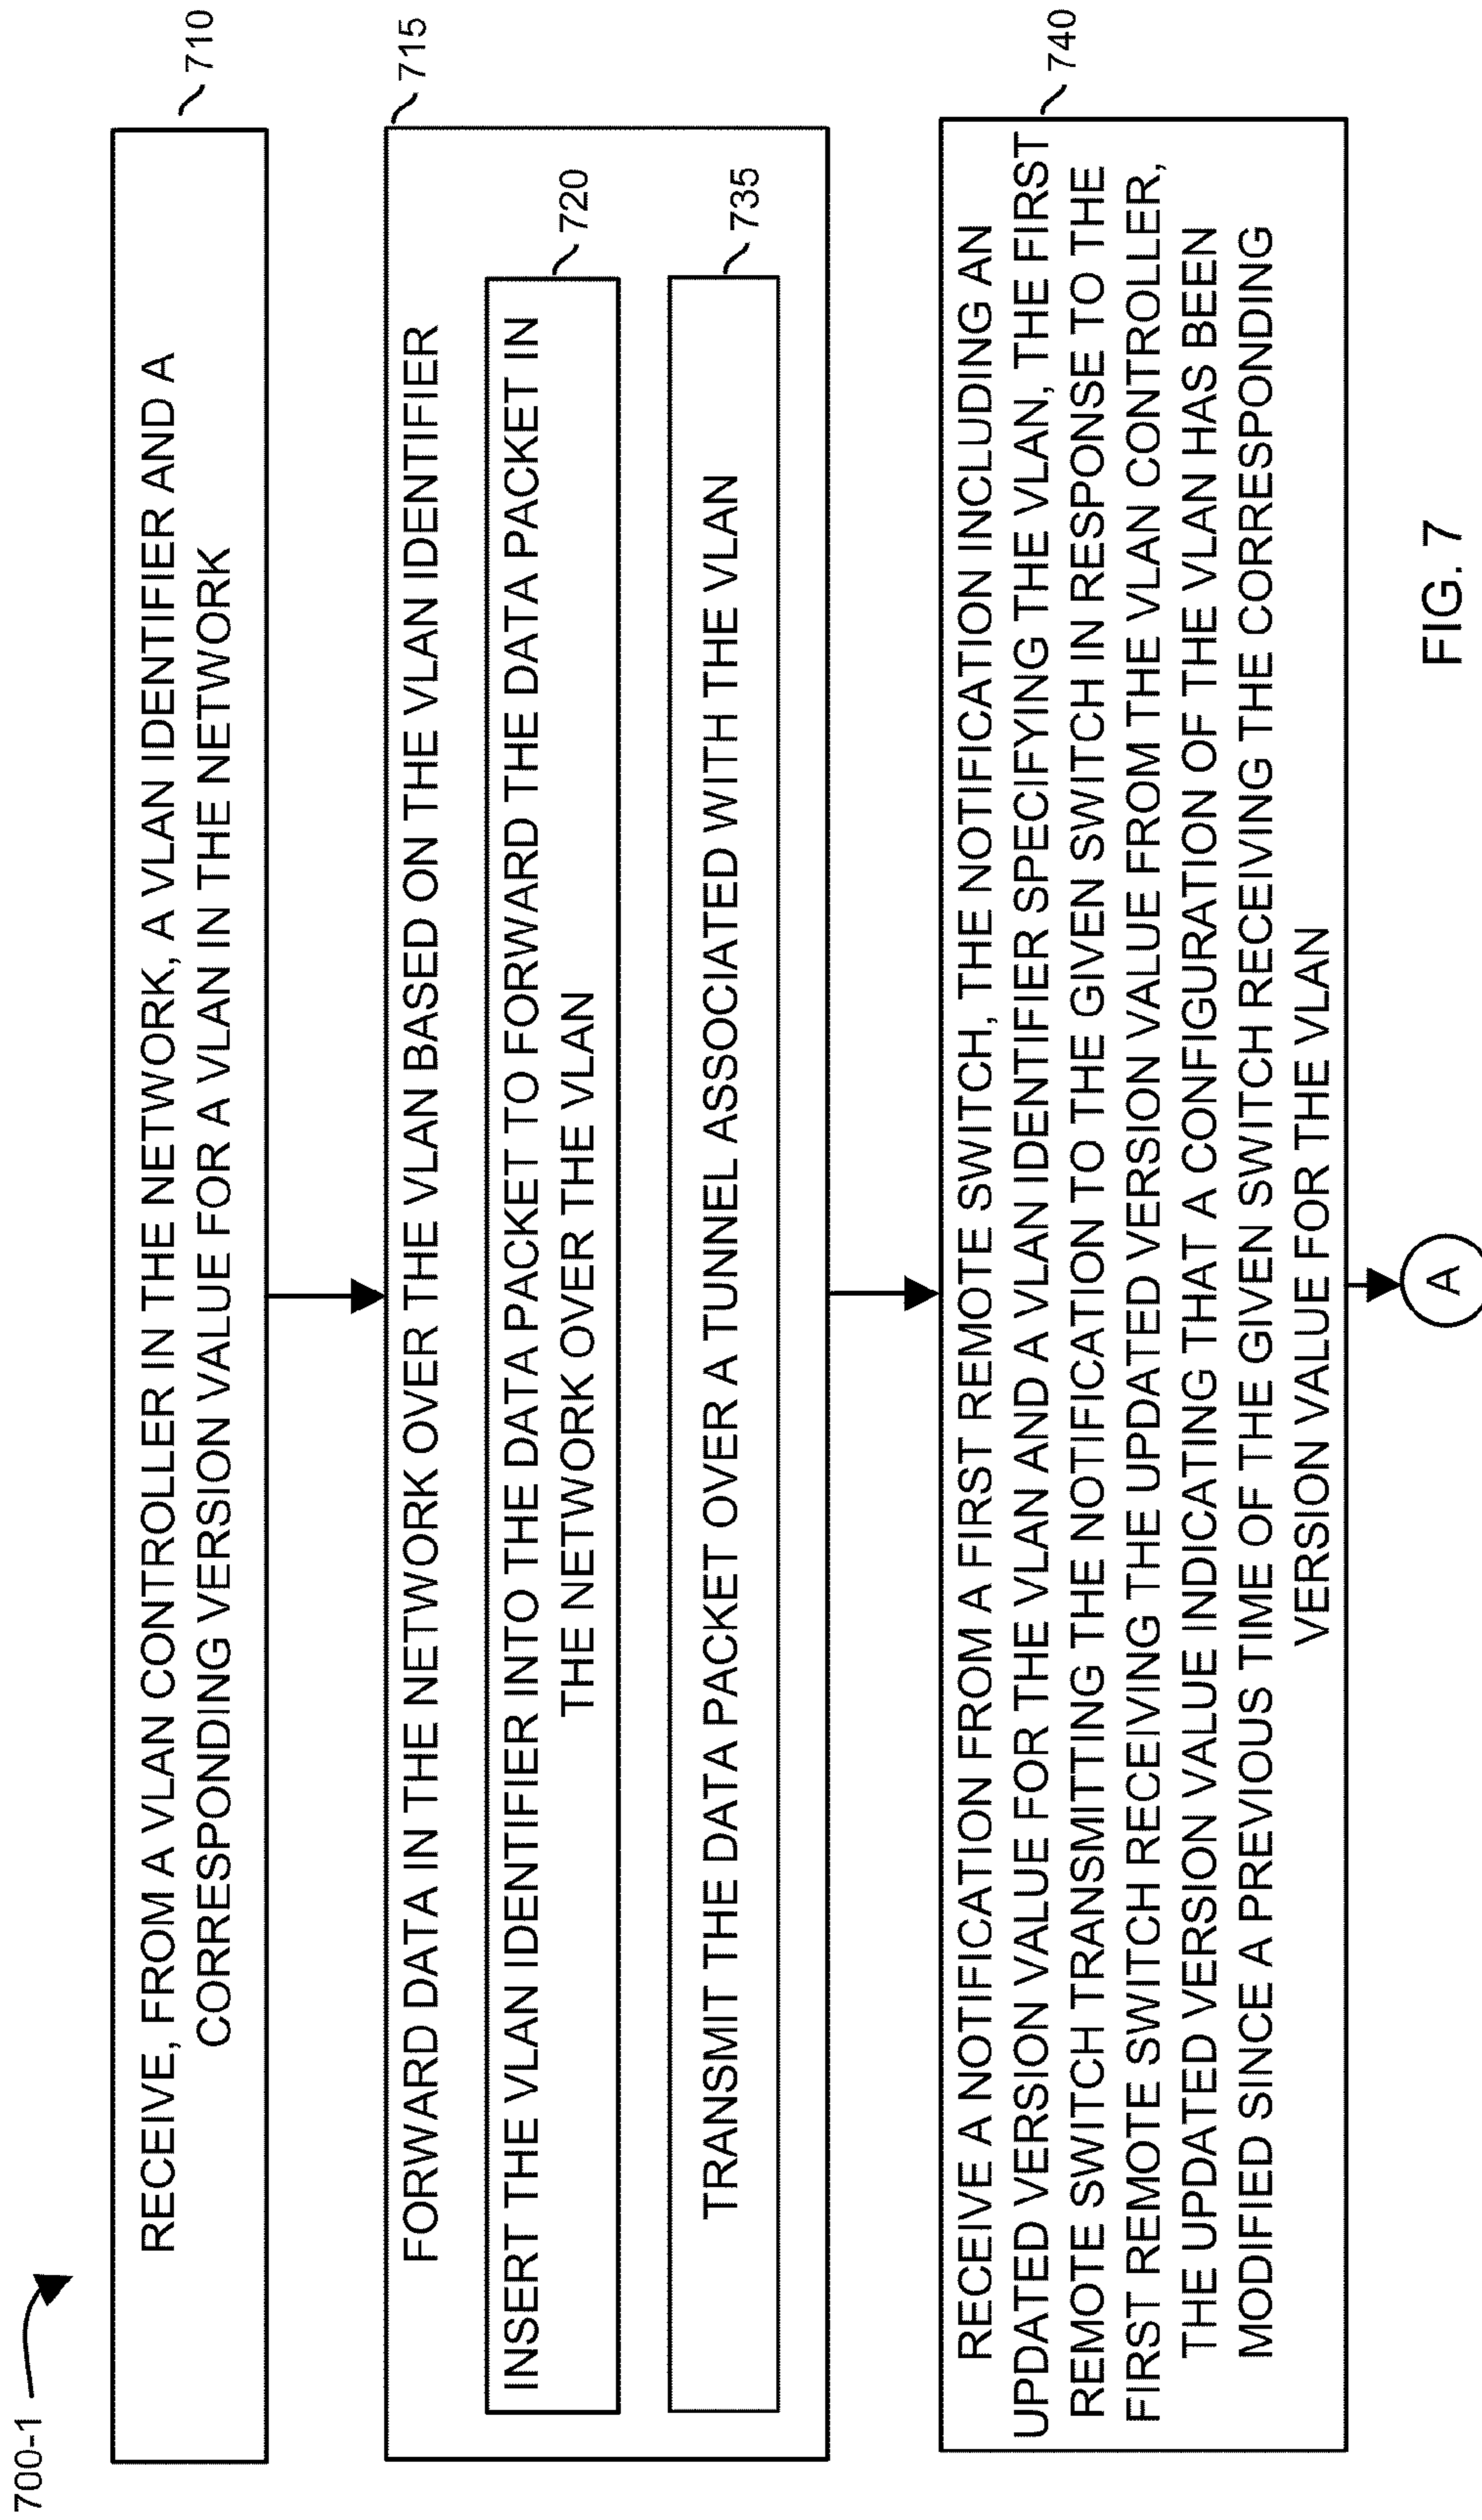 700-1
710
RECEIVE, FROM A VLAN CONTROLLER IN THE NETWORK, A VLAN IDENTIFIER AND A
CORRESPONDING VERSION VALUE FOR A VLAN IN THE NETWORK
715
FORWARD DATA IN THE NETWORK OVER THE VLAN BASED ON THE VLAN IDENTIFIER
720
INSERT THE VLAN IDENTIFIER INTO THE DATA PACKET TO FORWARD THE DATA PACKET IN
THE NETWORK OVER THE VLAN
735
TRANSMIT THE DATA PACKET OVER A TUNNEL ASSOCIATED WITH THE VLAN
740
RECEIVE A NOTIFICATION FROM A FIRST REMOTE SWITCH, THE NOTIFICATION INCLUDING AN
UPDATED VERSION VALUE FOR THE VLAN AND A VLAN IDENTIFIER SPECIFYING THE VLAN, THE FIRST
REMOTE SWITCH TRANSMITTING THE NOTIFICATION TO THE GIVEN SWITCH IN RESPONSE TO THE
FIRST REMOTE SWITCH RECEIVING THE UPDATED VERSION VALUE FROM THE VLAN CONTROLLER,
THE UPDATED VERSION VALUE INDICATING THAT A CONFIGURATION OF THE VLAN HAS BEEN
MODIFIED SINCE A PREVIOUS TIME OF THE GIVEN SWITCH RECEIVING THE CORRESPONDING
VERSION VALUE FOR THE VLAN
A
FIG. 7